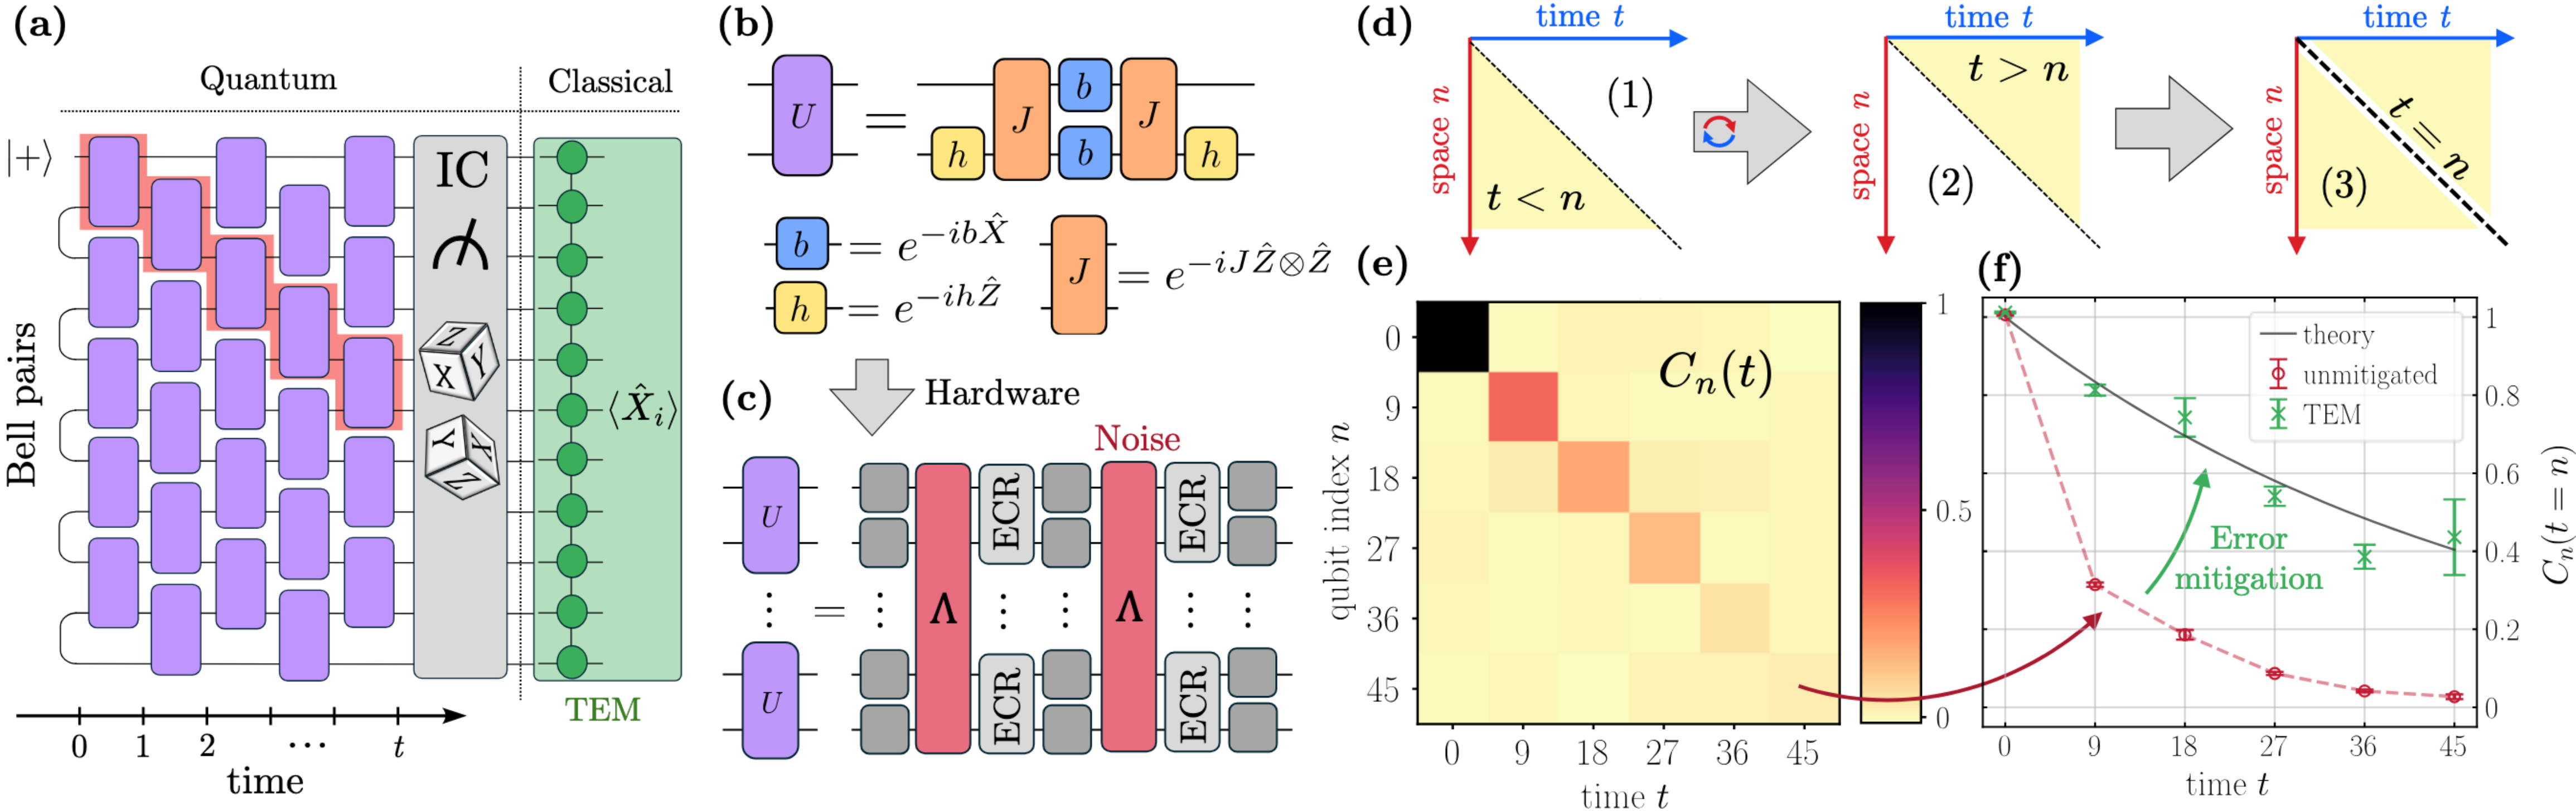 (a)
Quantum
Classical
|+⟩
Bell pairs
IC
Z
Y
X
Y
X
Z
⟨X̂ᵢ⟩
TEM
0 1 2 ⋯ t
time
(b)
U = h J b b J h
b = e^{-ibX̂}
h = e^{-ihẐ}
J = e^{-iJẐ⊗Ẑ}
Hardware
(c)
Noise
U ⋮ U
=
Λ ECR Λ ECR
⋮ ⋮ ⋮ ⋮
ECR ECR
(d)
time t
space n
(1)
t < n
time t
space n
t > n
(2)
time t
space n
t = n
(3)
(e)
Cₙ(t)
qubit index n
0
9
18
27
36
45
0 9 18 27 36 45
time t
1
0.5
0
(f)
theory
unmitigated
TEM
Error
mitigation
1
0.8
0.6
0.4
0.2
0
Cₙ(t = n)
0 9 18 27 36 45
time t